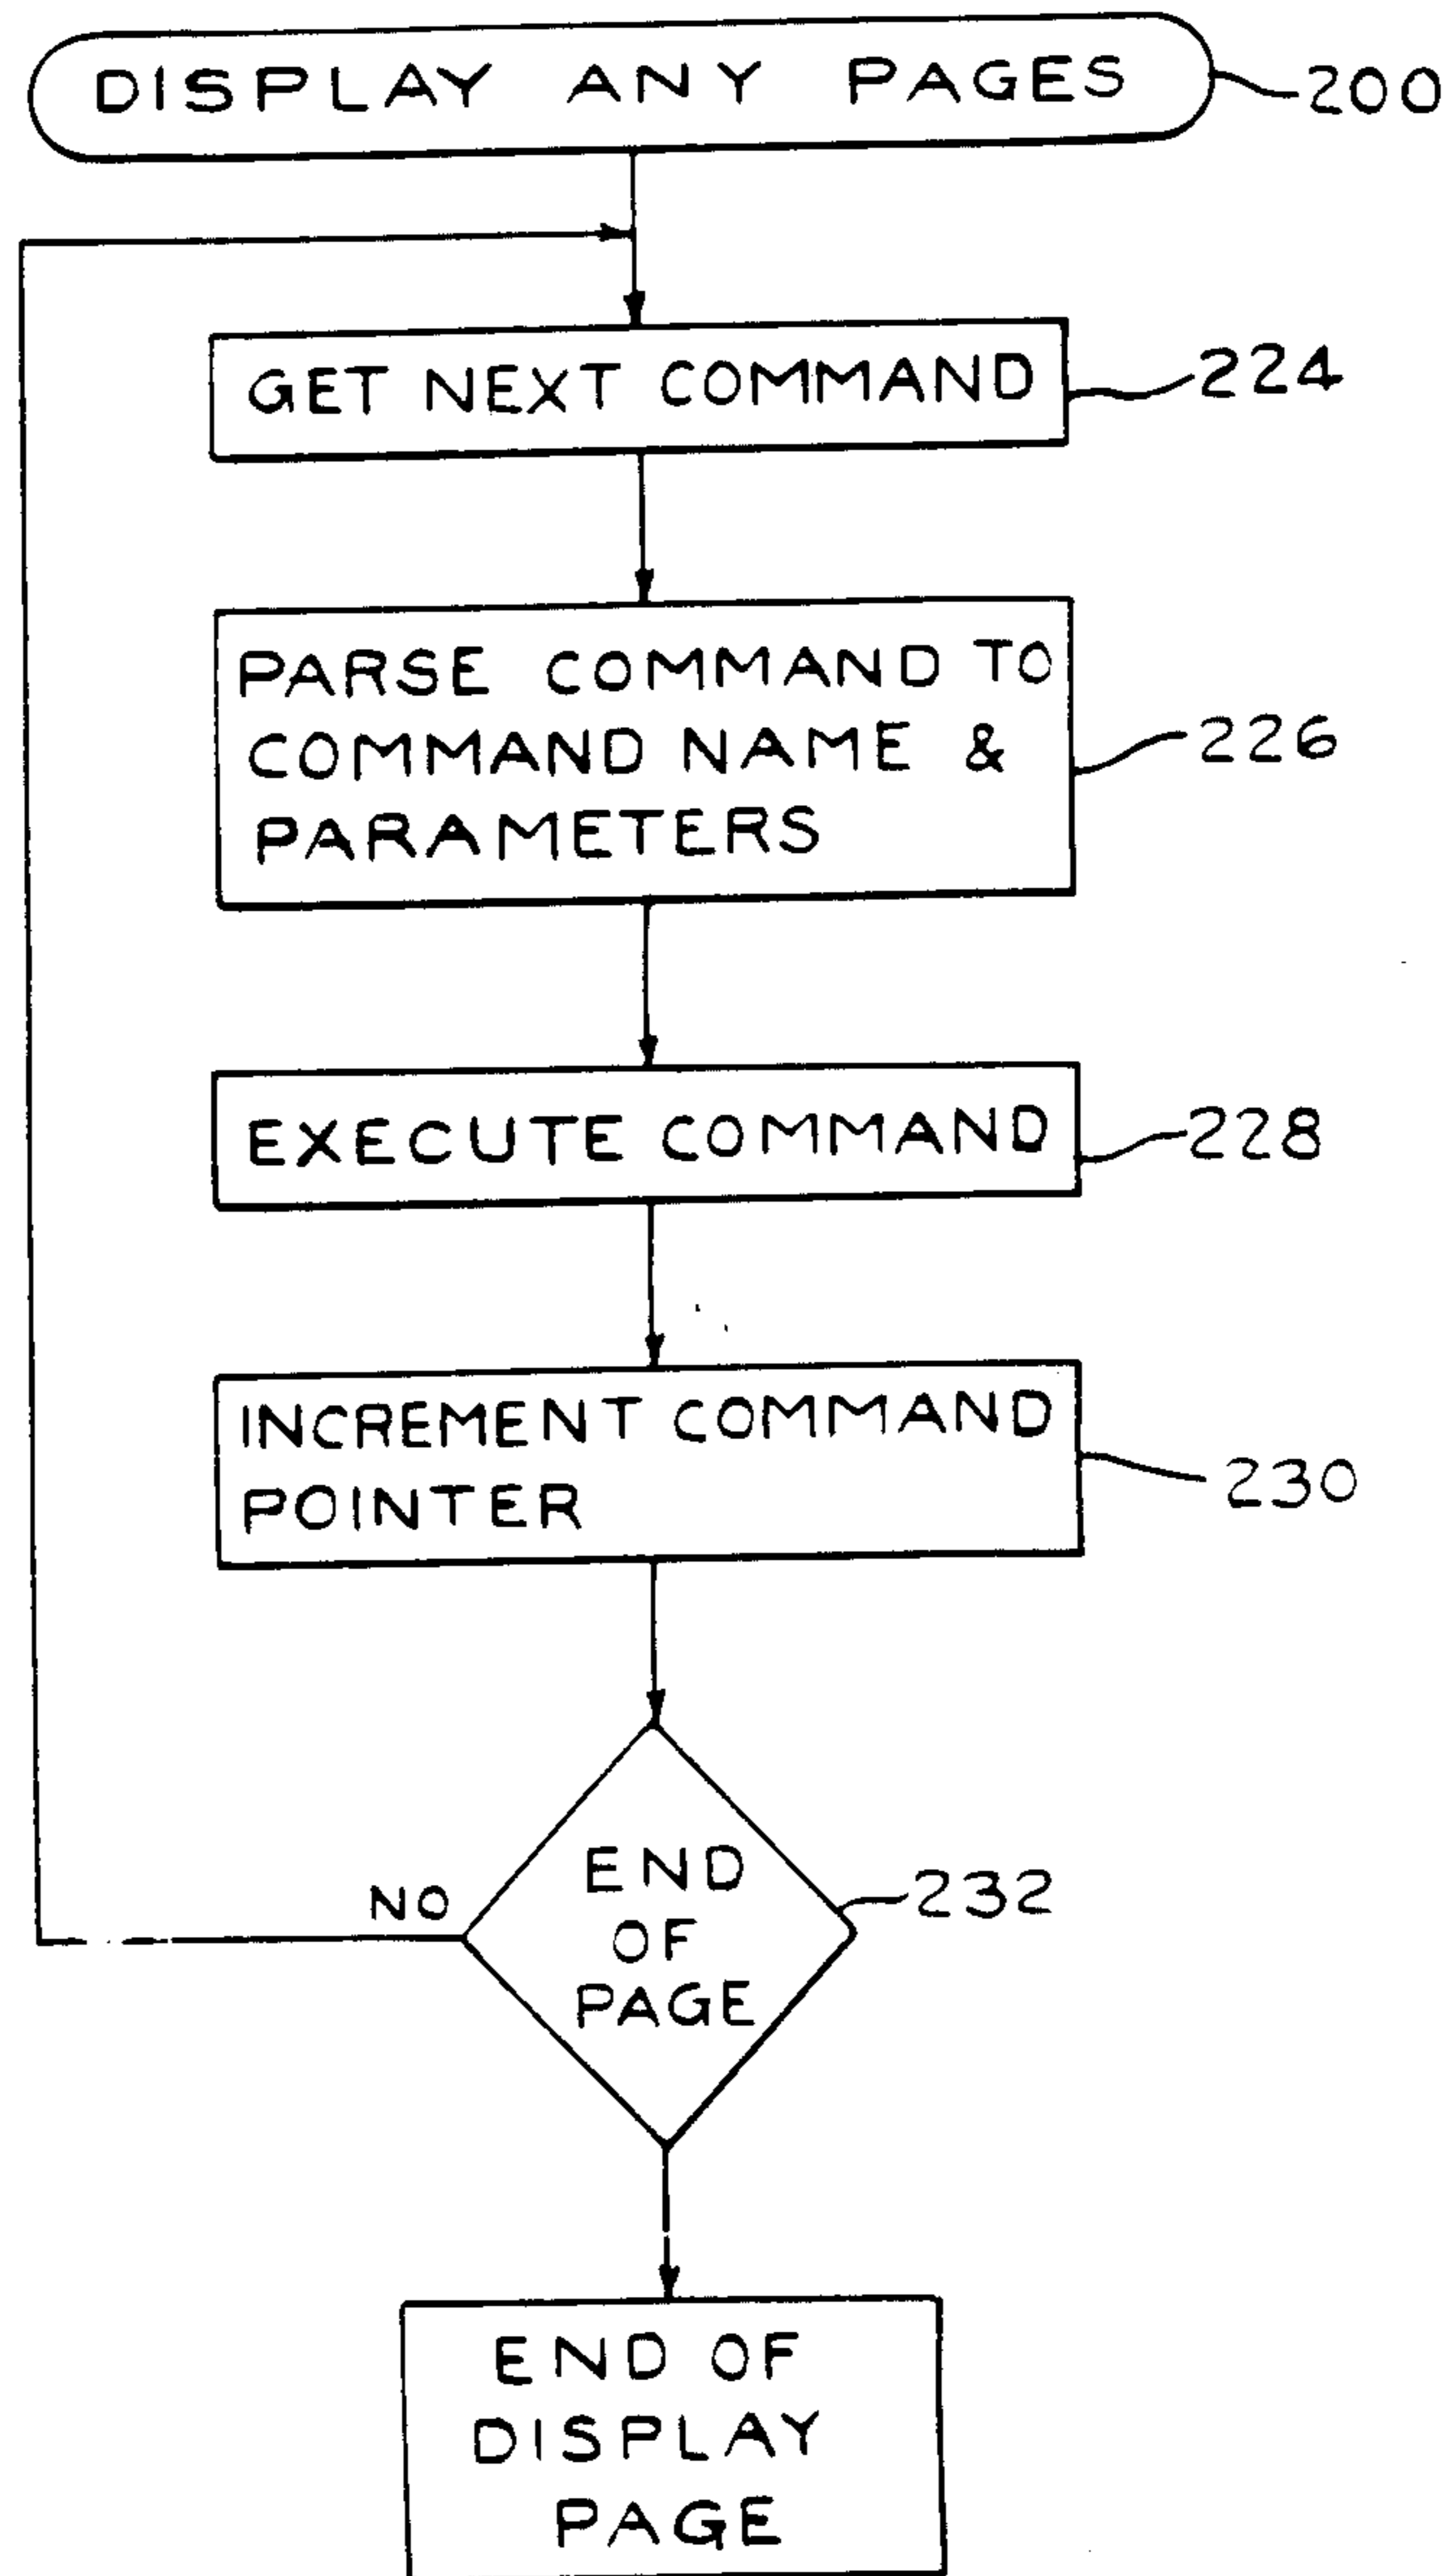 DISPLAY ANY PAGES
200
GET NEXT COMMAND
224
PARSE COMMAND TO
COMMAND NAME &
PARAMETERS
226
EXECUTE COMMAND
228
INCREMENT COMMAND
POINTER
230
END
OF
PAGE
232
NO
END OF
DISPLAY
PAGE